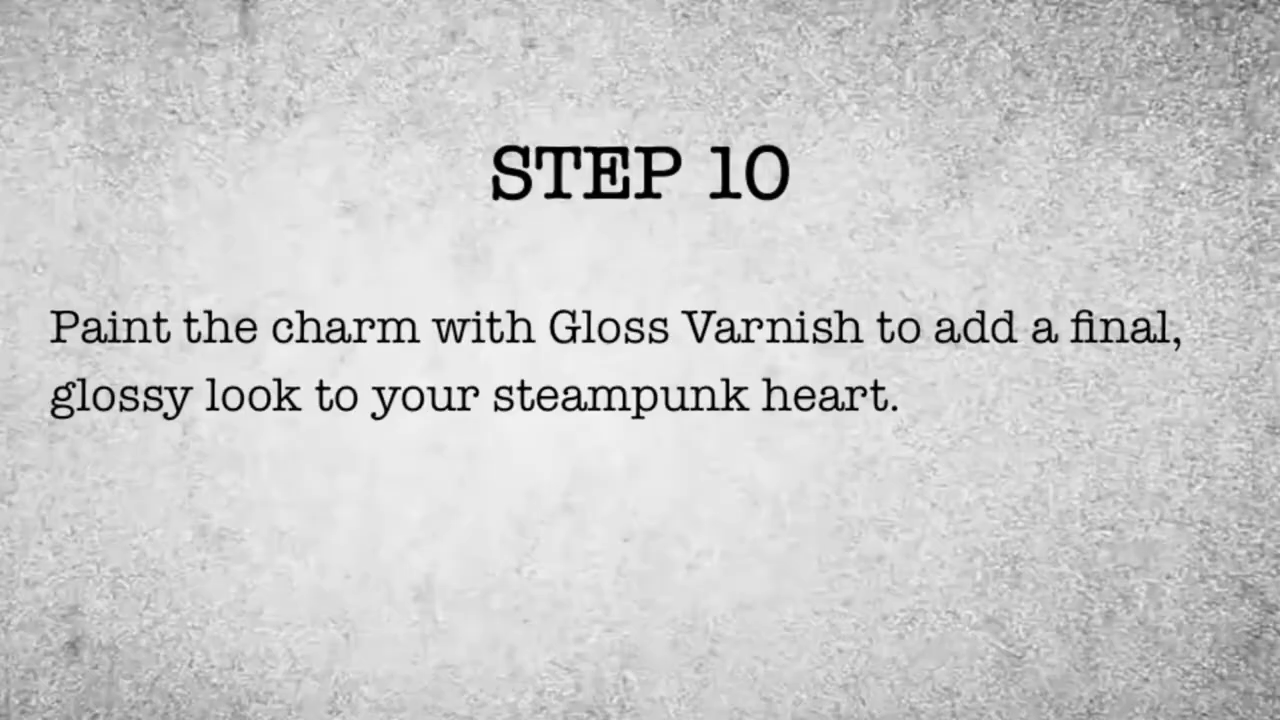 STEP 10
Paint the charm with Gloss Varnish to add a final,
glossy look to your steampunk heart.